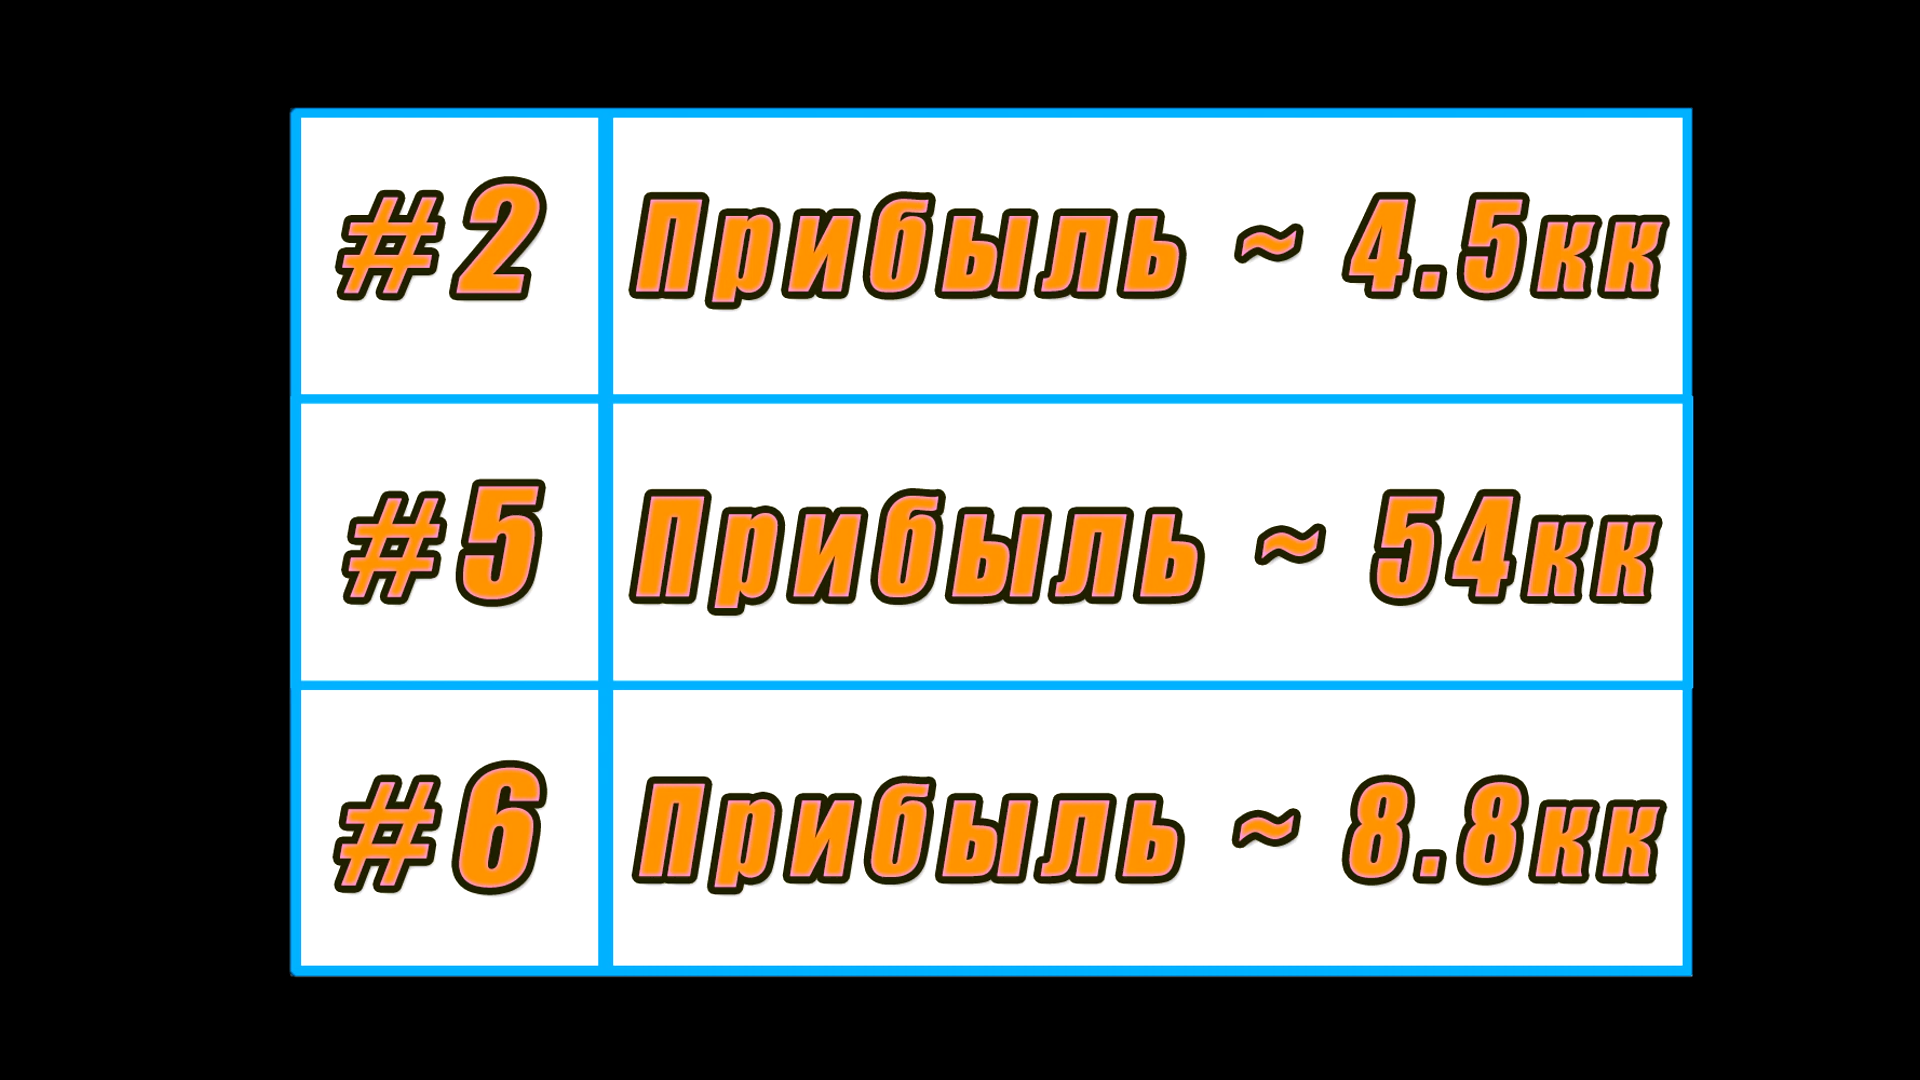 #2 Прибыль ~ 4.5кк
#5 Прибыль ~ 54кк
#6 Прибыль ~ 8.8кк